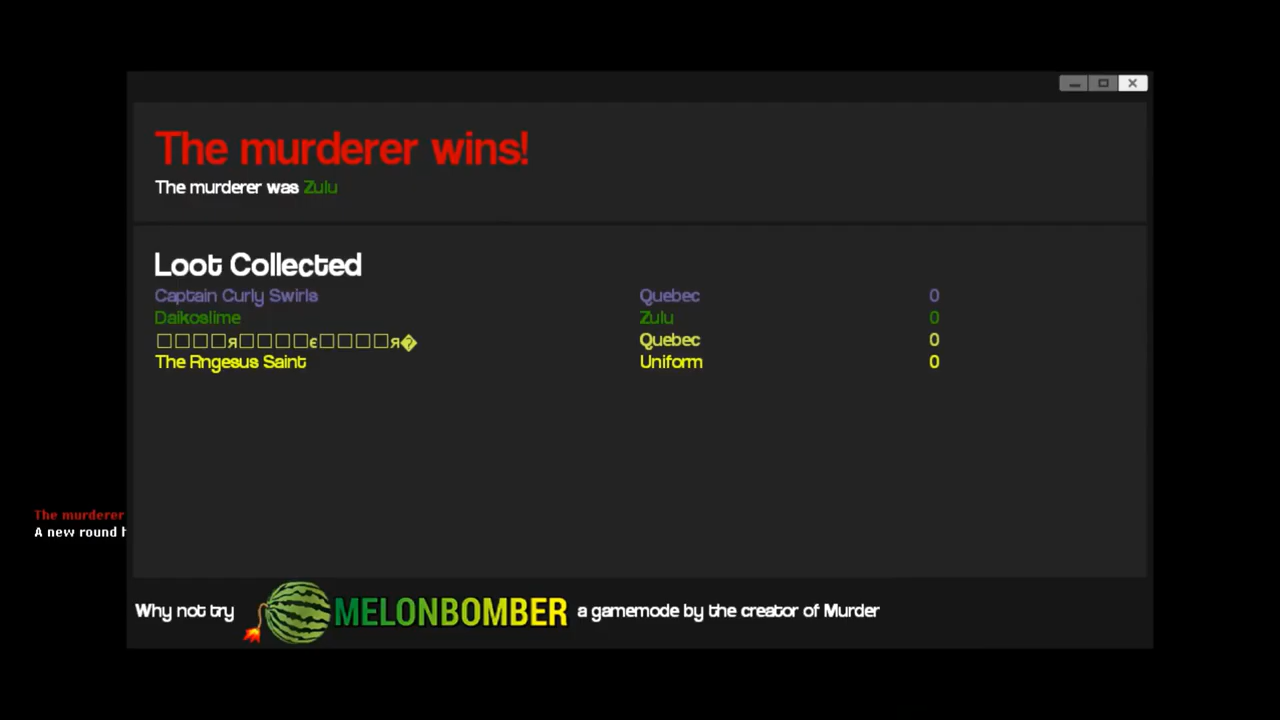 The murderer wins!
The murderer was Zulu
Loot Collected
Captain Curly Swirls Quebec 0
Daikoslime Zulu 0
□□□□я□□□□є□□□□я� Quebec 0
The Rngesus Saint Uniform 0
The murderer
A new round h
Why not try MELONBOMBER a gamemode by the creator of Murder